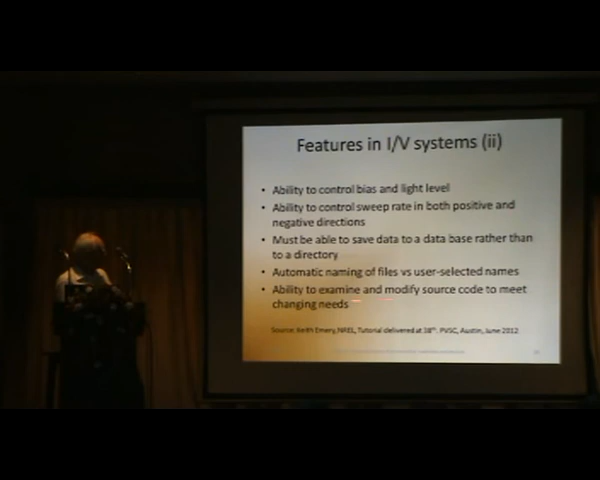 Features in I/V systems (ii)
• Ability to control bias and light level
• Ability to control sweep rate in both positive and
negative directions
• Must be able to save data to a data base rather than
to a directory
• Automatic naming of files vs user-selected names
• Ability to examine and modify source code to meet
changing needs
Source: Keith Emery, NREL, Tutorial delivered at 38th. PVSC, Austin, June 2012